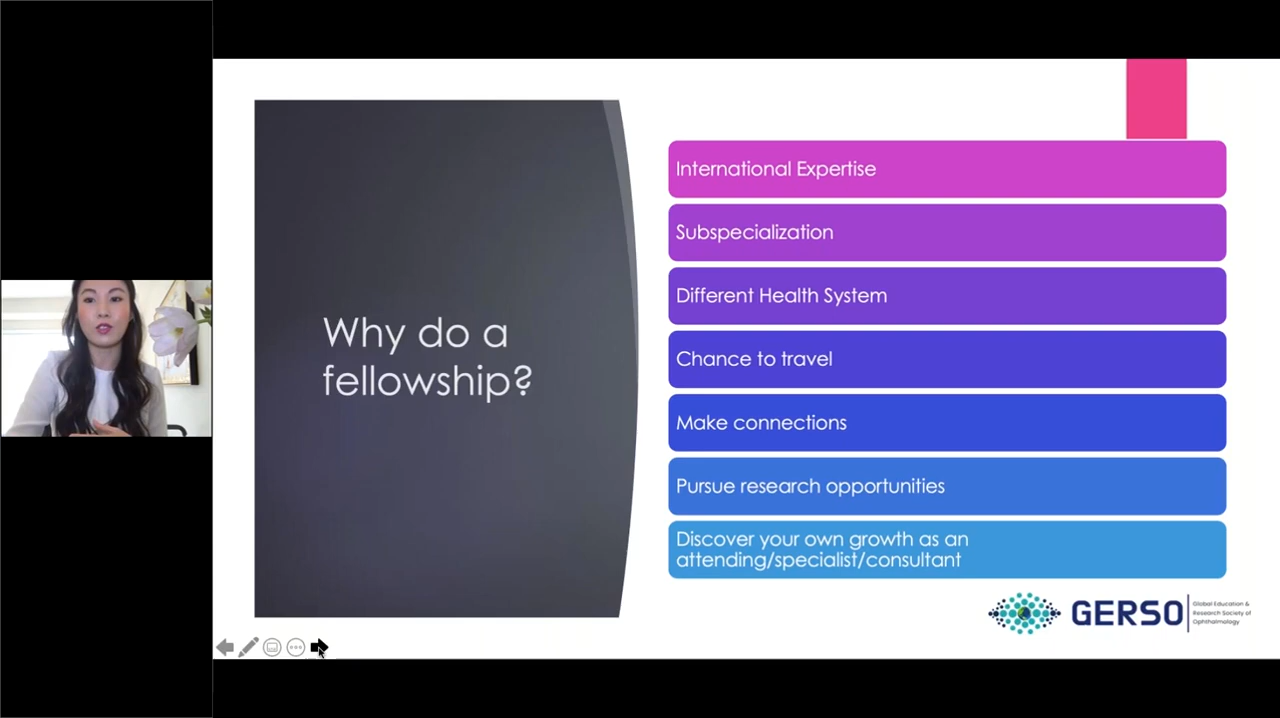 Why do a
fellowship?
International Expertise
Subspecialization
Different Health System
Chance to travel
Make connections
Pursue research opportunities
Discover your own growth as an
attending/specialist/consultant
GERSO
Global Education &
Research Society of
Ophthalmology